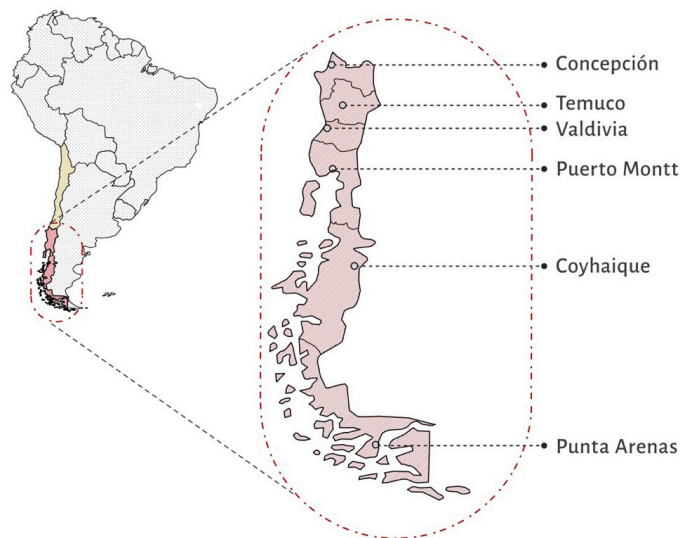 Concepción
Temuco
Valdivia
Puerto Montt
Coyhaique
Punta Arenas